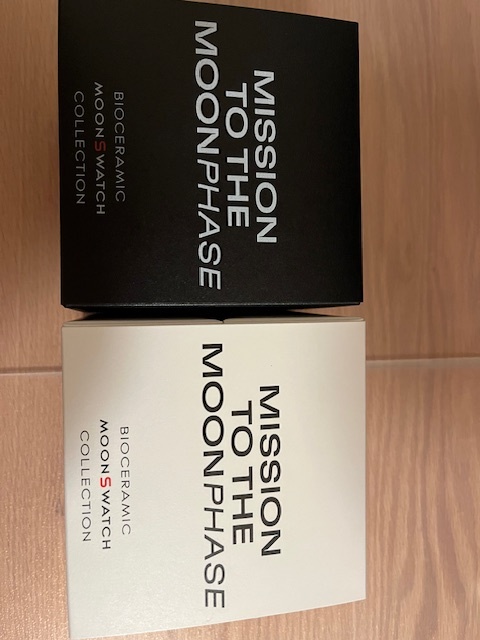 MISSION
TO THE
MOONPHASE
BIOCERAMIC
MOONSWATCH
COLLECTION
MISSION
TO THE
MOONPHASE
BIOCERAMIC
MOONSWATCH
COLLECTION